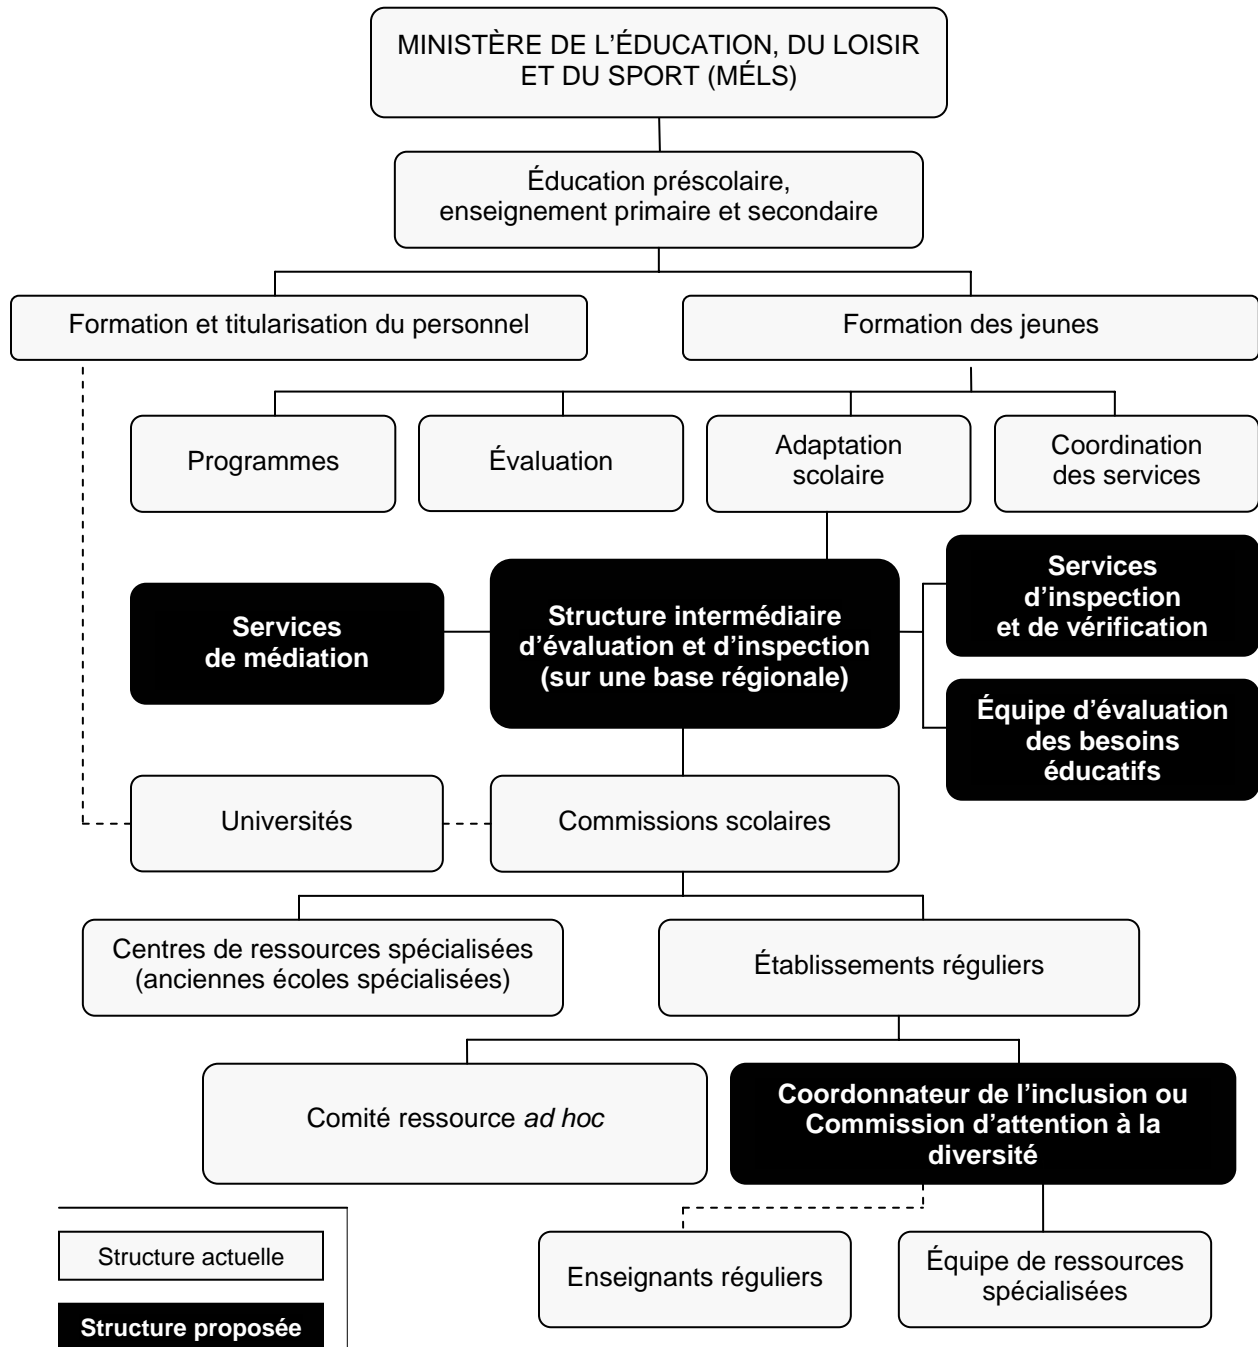 MINISTÈRE DE L’ÉDUCATION, DU LOISIR
ET DU SPORT (MÉLS)
Éducation préscolaire,
enseignement primaire et secondaire
Formation et titularisation du personnel
Formation des jeunes
Programmes
Évaluation
Adaptation
scolaire
Coordination
des services
Services
de médiation
Structure intermédiaire
d’évaluation et d’inspection
(sur une base régionale)
Services
d’inspection
et de vérification
Équipe d’évaluation
des besoins
éducatifs
Universités
Commissions scolaires
Centres de ressources spécialisées
(anciennes écoles spécialisées)
Établissements réguliers
Comité ressource ad hoc
Coordonnateur de l’inclusion ou
Commission d’attention à la
diversité
Enseignants réguliers
Équipe de ressources
spécialisées
Structure actuelle
Structure proposée